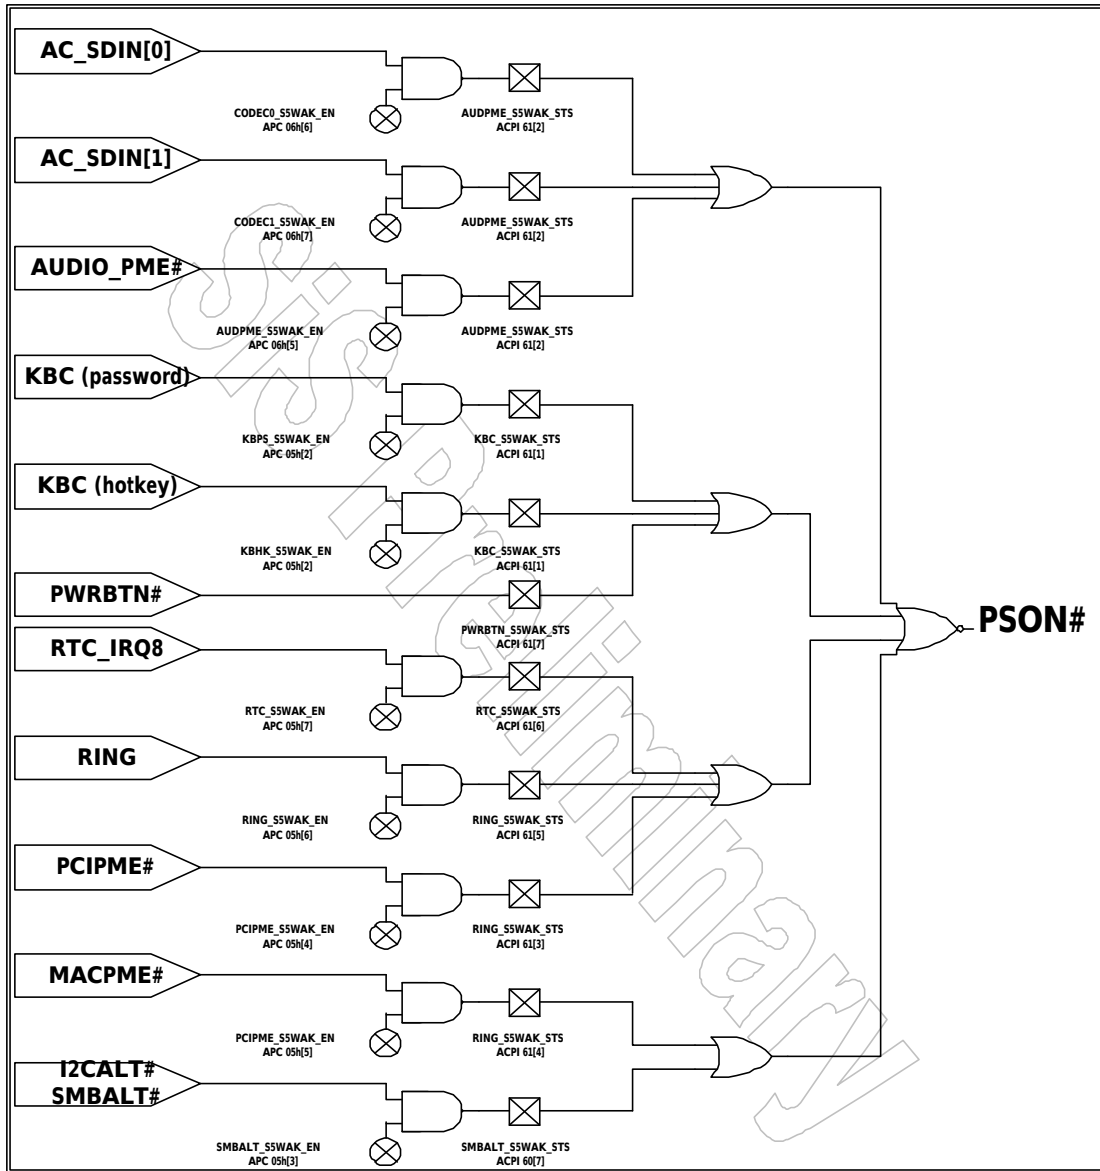 AC_SDIN[0]
CODEC0_S5WAK_EN
APC 06h[6]
AUDPME_S5WAK_STS
ACPI 61[2]
AC_SDIN[1]
CODEC1_S5WAK_EN
APC 06h[7]
AUDPME_S5WAK_STS
ACPI 61[2]
AUDIO_PME#
AUDPME_S5WAK_EN
APC 06h[5]
AUDPME_S5WAK_STS
ACPI 61[2]
KBC (password)
KBPS_S5WAK_EN
APC 05h[2]
KBC_S5WAK_STS
ACPI 61[1]
KBC (hotkey)
KBHK_S5WAK_EN
APC 05h[2]
KBC_S5WAK_STS
ACPI 61[1]
PWRBTN#
PWRBTN_S5WAK_STS
ACPI 61[7]
PSON#
RTC_IRQ8
RTC_S5WAK_EN
APC 05h[7]
RTC_S5WAK_STS
ACPI 61[6]
RING
RING_S5WAK_EN
APC 05h[6]
RING_S5WAK_STS
ACPI 61[5]
PCIPME#
PCIPME_S5WAK_EN
APC 05h[4]
RING_S5WAK_STS
ACPI 61[3]
MACPME#
PCIPME_S5WAK_EN
APC 05h[5]
RING_S5WAK_STS
ACPI 61[4]
I2CALT#
SMBALT#
SMBALT_S5WAK_EN
APC 05h[3]
SMBALT_S5WAK_STS
ACPI 60[7]
SiS Preliminary